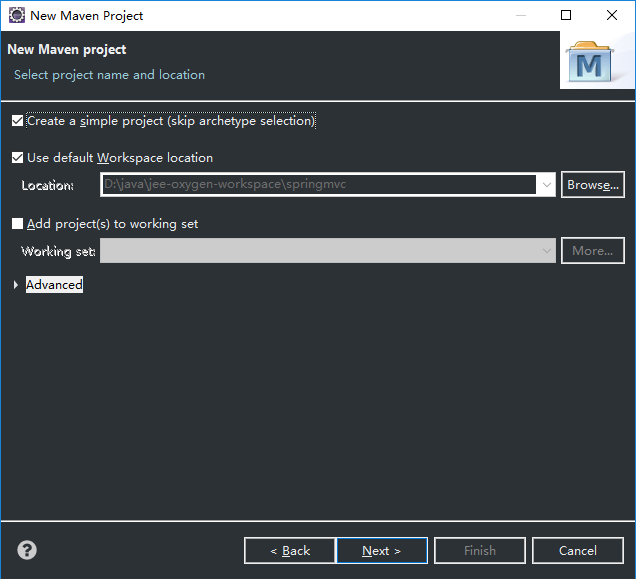 New Maven Project
New Maven project
Select project name and location
M
Create a simple project (skip archetype selection)
Use default Workspace location
Location:
D:\java\jee-oxygen-workspace\springmvc
Browse...
Add project(s) to working set
Working set:
More...
Advanced
?
< Back
Next >
Finish
Cancel